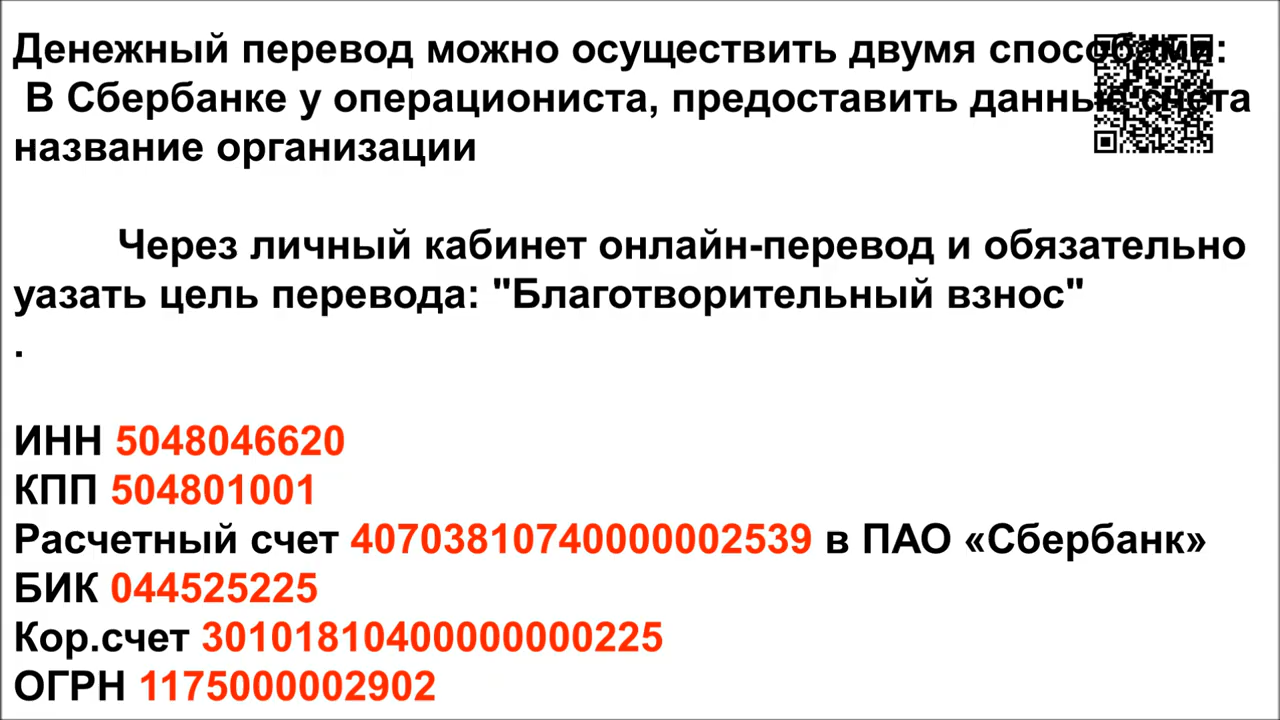 Денежный перевод можно осуществить двумя способами:
В Сбербанке у операциониста, предоставить данные счета
название организации
Через личный кабинет онлайн-перевод и обязательно
уазать цель перевода: "Благотворительный взнос"
.
ИНН 5048046620
КПП 504801001
Расчетный счет 40703810740000002539 в ПАО «Сбербанк»
БИК 044525225
Кор.счет 30101810400000000225
ОГРН 1175000002902